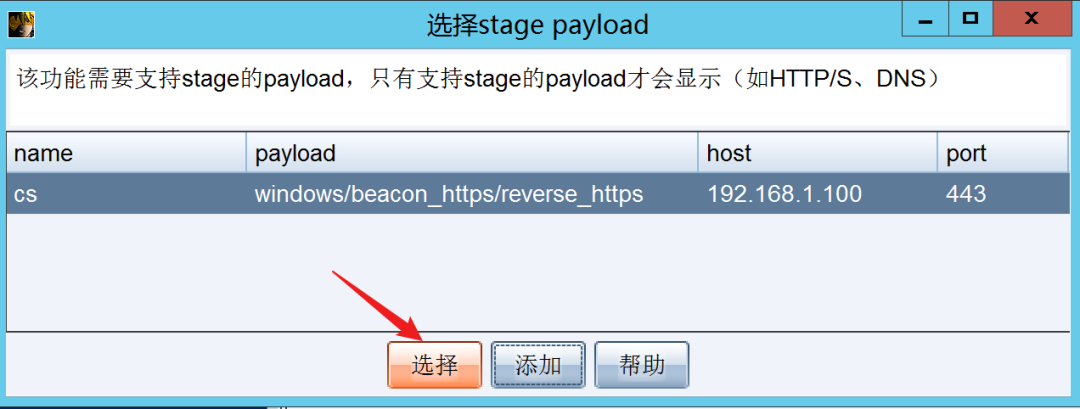 选择stage payload
该功能需要支持stage的payload，只有支持stage的payload才会显示（如HTTP/S、DNS）
name payload host port
cs windows/beacon_https/reverse_https 192.168.1.100 443
选择 添加 帮助